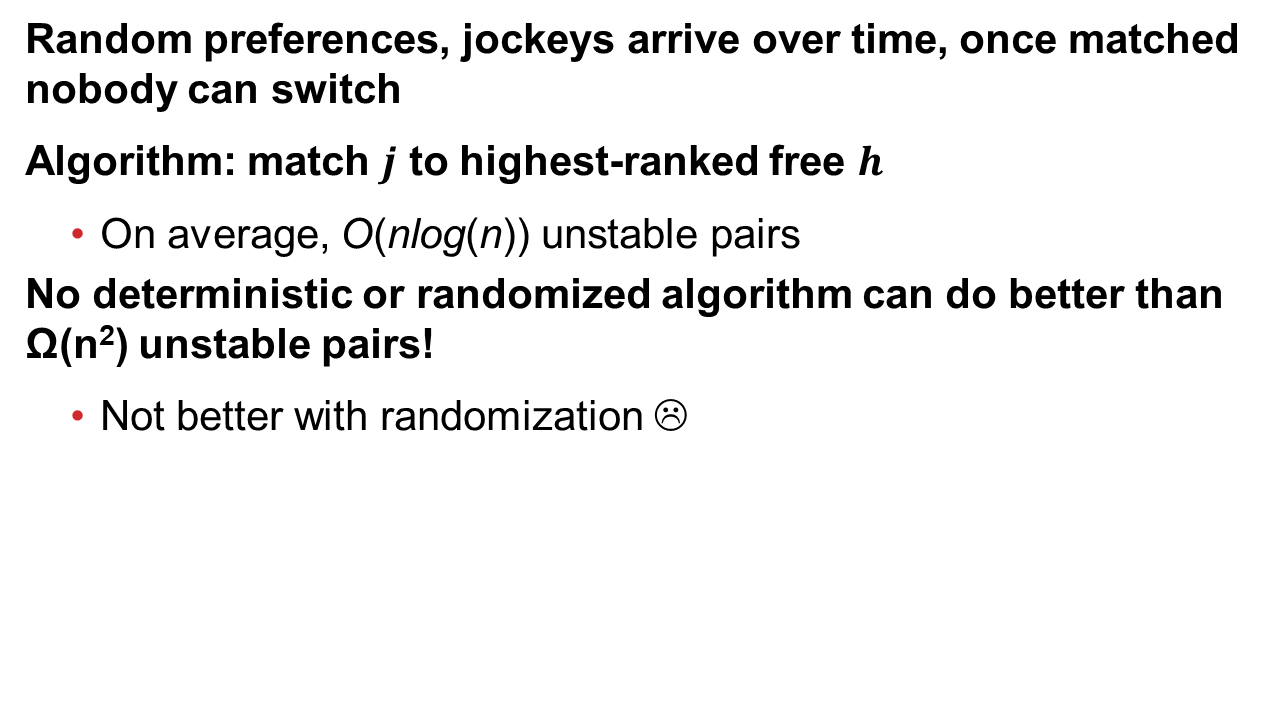 Random preferences, jockeys arrive over time, once matched
nobody can switch
Algorithm: match 𝒋 to highest-ranked free 𝒉
• On average, O(nlog(n)) unstable pairs
No deterministic or randomized algorithm can do better than
Ω(n²) unstable pairs!
• Not better with randomization ☹